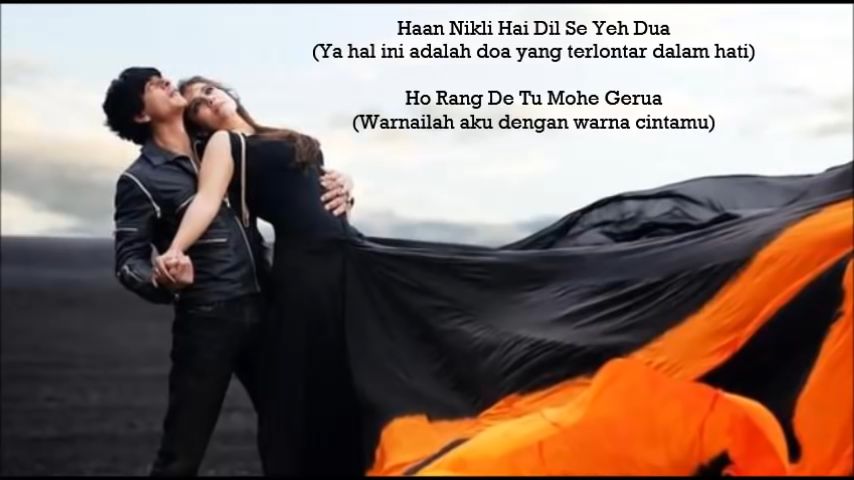 Haan Nikli Hai Dil Se Yeh Dua
(Ya hal ini adalah doa yang terlontar dalam hati)
Ho Rang De Tu Mohe Gerua
(Warnailah aku dengan warna cintamu)